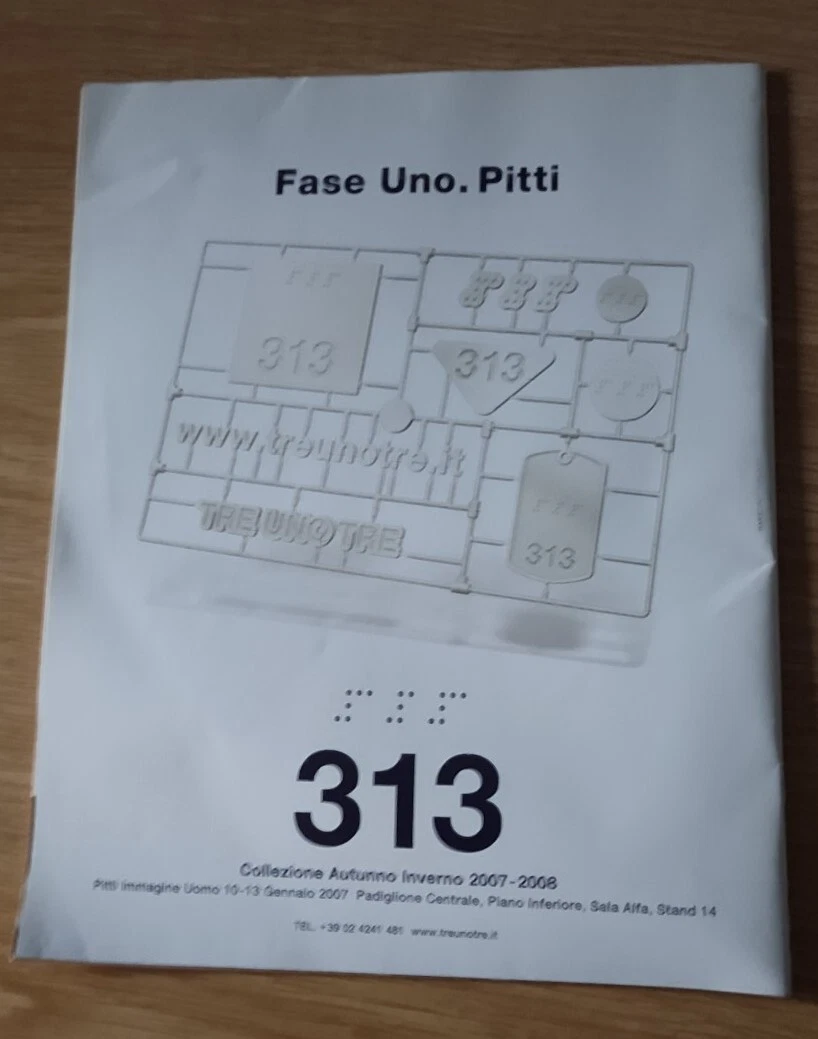 Fase Uno. Pitti
313
313
www.treunotre.it
TRE UNO TRE
313
313
Collezione Autunno Inverno 2007-2008
Pitti Immagine Uomo 10-13 Gennaio 2007 Padiglione Centrale, Piano Inferiore, Sala Alfa, Stand 14
TEL. +39 02 4241 481 www.treunotre.it